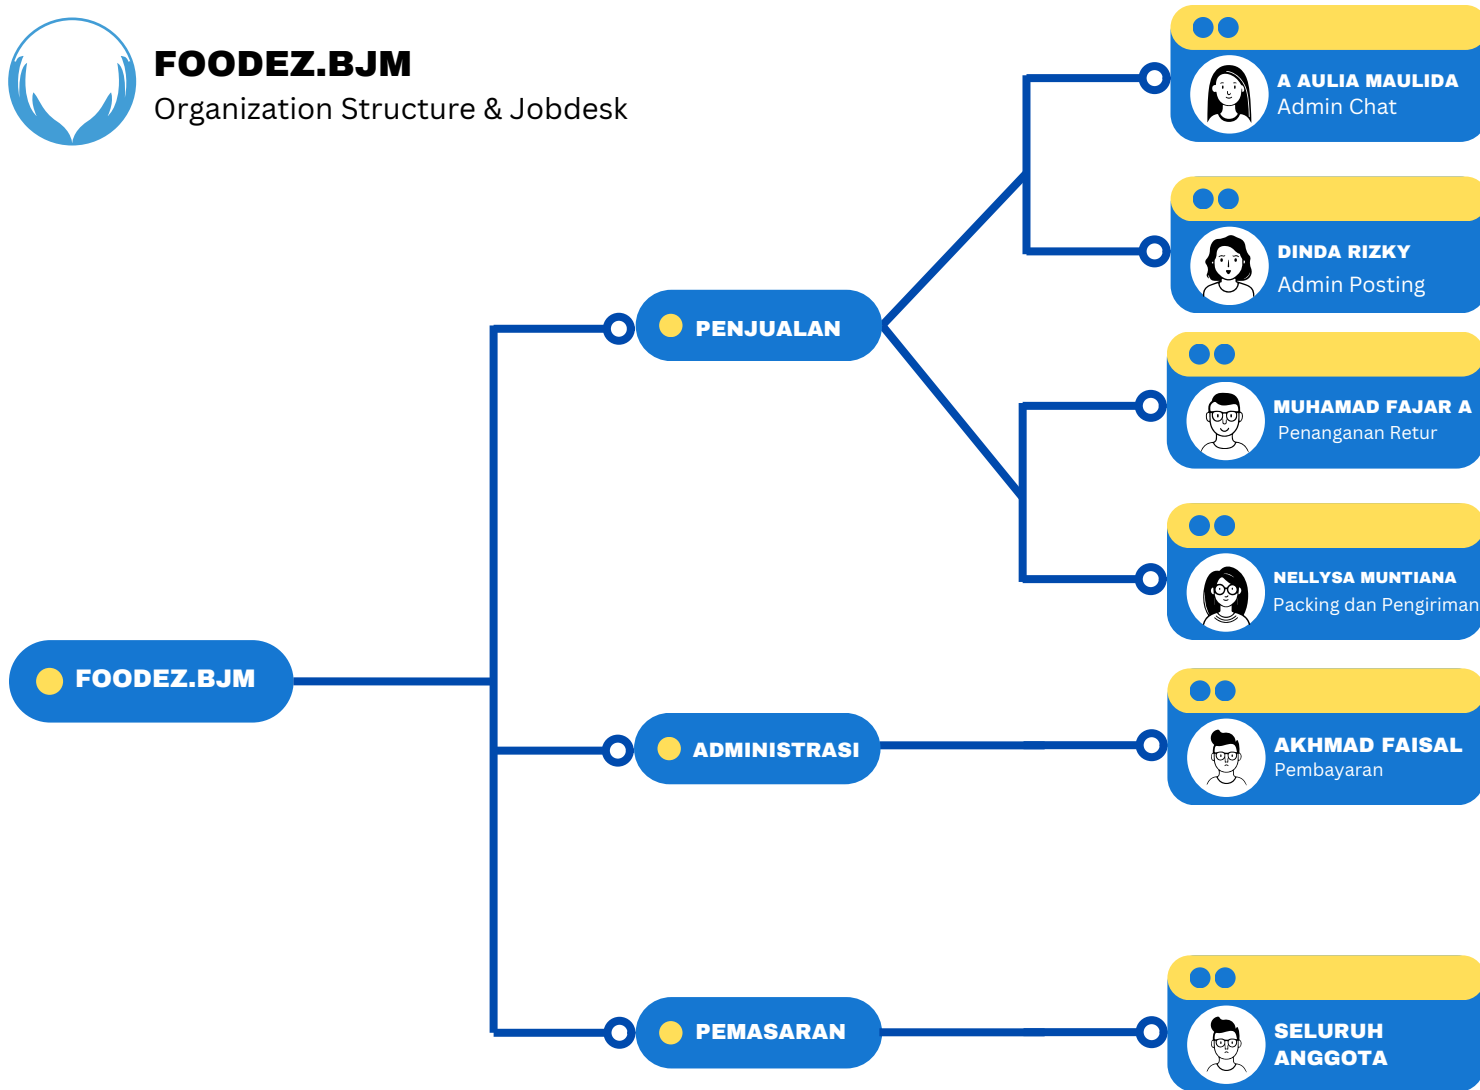 FOODEZ.BJM
Organization Structure & Jobdesk
A AULIA MAULIDA
Admin Chat
DINDA RIZKY
Admin Posting
PENJUALAN
MUHAMAD FAJAR A
Penanganan Retur
NELLYSA MUNTIANA
Packing dan Pengiriman
FOODEZ.BJM
ADMINISTRASI
AKHMAD FAISAL
Pembayaran
PEMASARAN
SELURUH
ANGGOTA